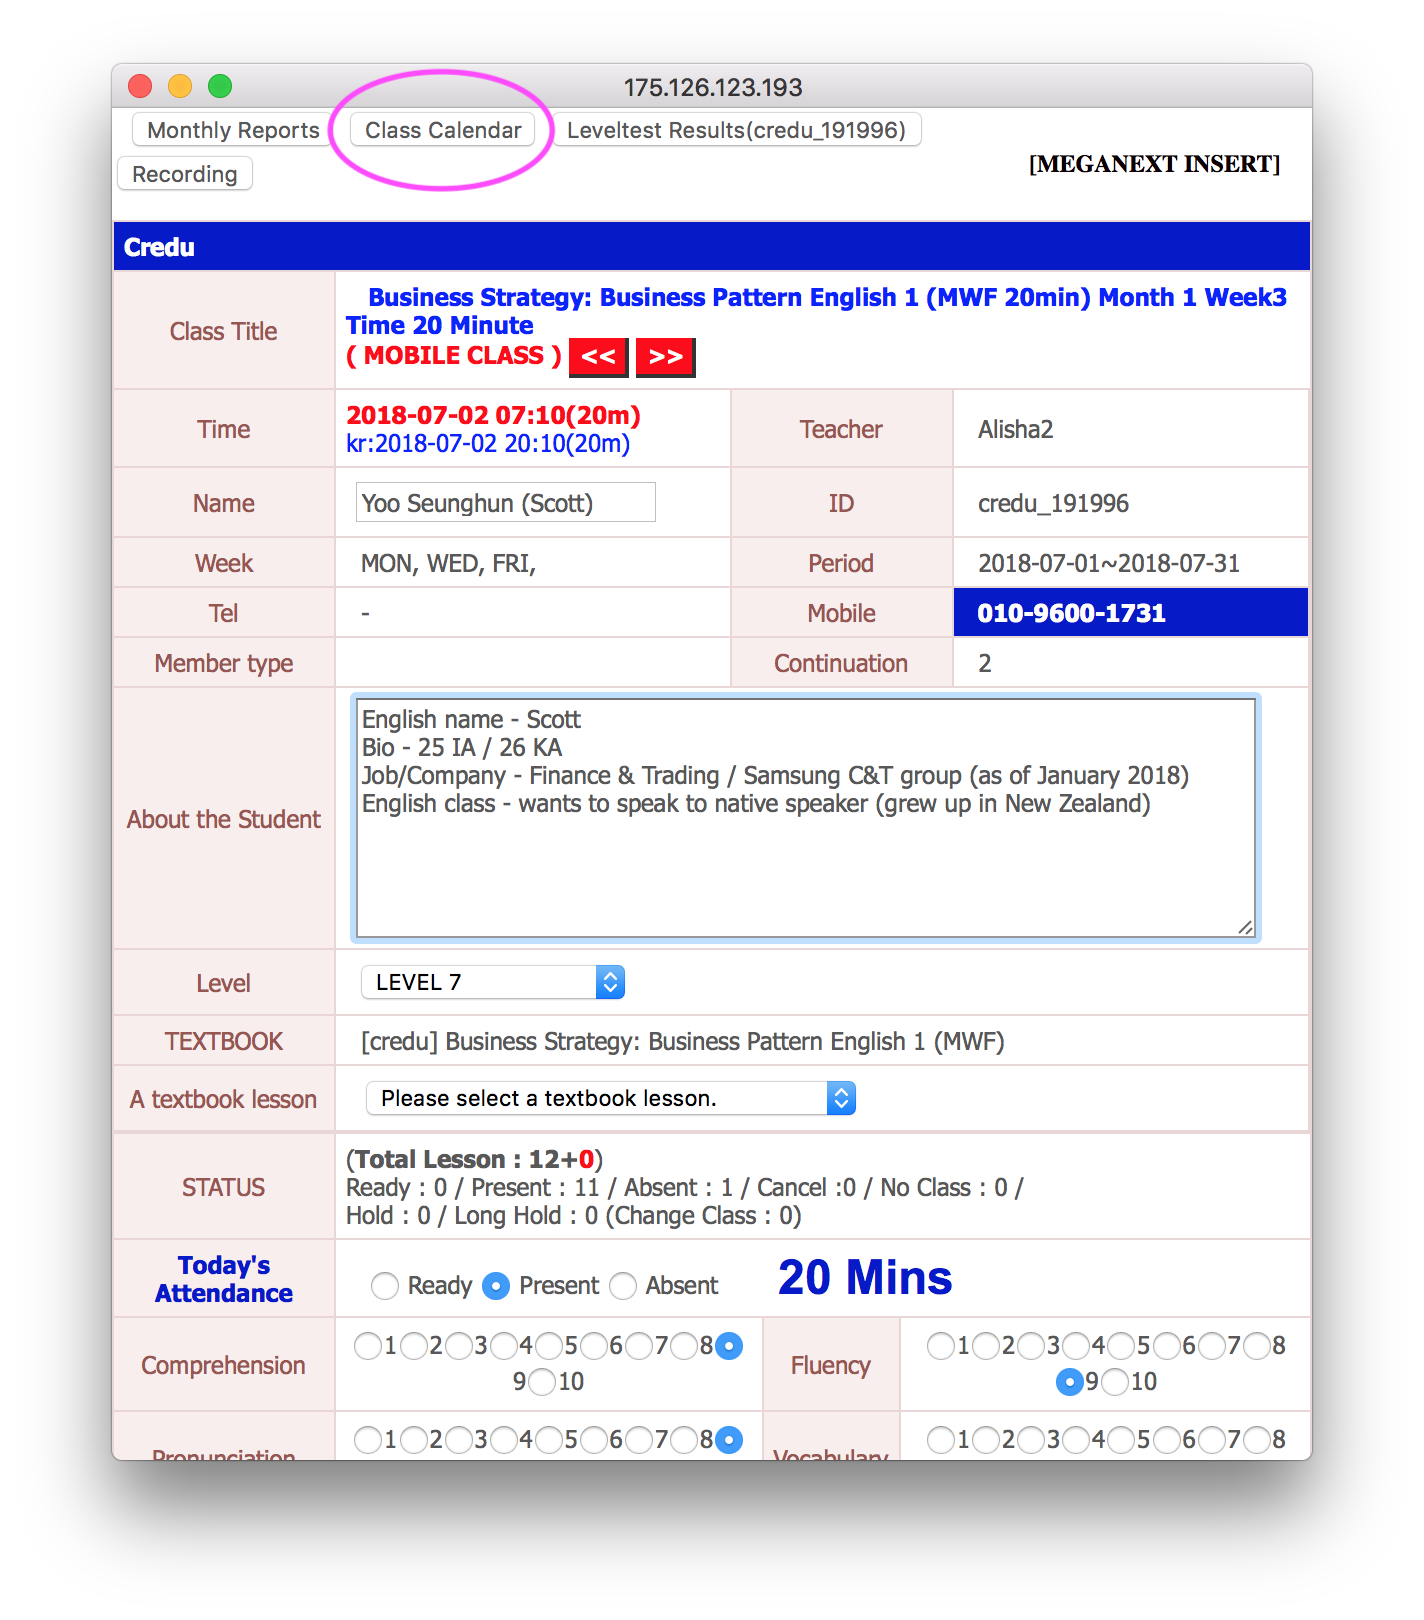 175.126.123.193
Monthly Reports Class Calendar Leveltest Results(credu_191996)
Recording
[MEGANEXT INSERT]
Credu
Class Title
Business Strategy: Business Pattern English 1 (MWF 20min) Month 1 Week3
Time 20 Minute
( MOBILE CLASS ) << >>
Time
2018-07-02 07:10(20m)
kr:2018-07-02 20:10(20m)
Teacher
Alisha2
Name
Yoo Seunghun (Scott)
ID
credu_191996
Week
MON, WED, FRI,
Period
2018-07-01~2018-07-31
Tel
-
Mobile
010-9600-1731
Member type
Continuation
2
About the Student
English name - Scott
Bio - 25 IA / 26 KA
Job/Company - Finance & Trading / Samsung C&T group (as of January 2018)
English class - wants to speak to native speaker (grew up in New Zealand)
Level
LEVEL 7
TEXTBOOK
[credu] Business Strategy: Business Pattern English 1 (MWF)
A textbook lesson
Please select a textbook lesson.
STATUS
(Total Lesson : 12+0)
Ready : 0 / Present : 11 / Absent : 1 / Cancel :0 / No Class : 0 /
Hold : 0 / Long Hold : 0 (Change Class : 0)
Today's
Attendance
Ready Present Absent
20 Mins
Comprehension
1 2 3 4 5 6 7 8
9 10
Fluency
1 2 3 4 5 6 7 8
9 10
Pronunciation
1 2 3 4 5 6 7 8
Vocabulary
1 2 3 4 5 6 7 8